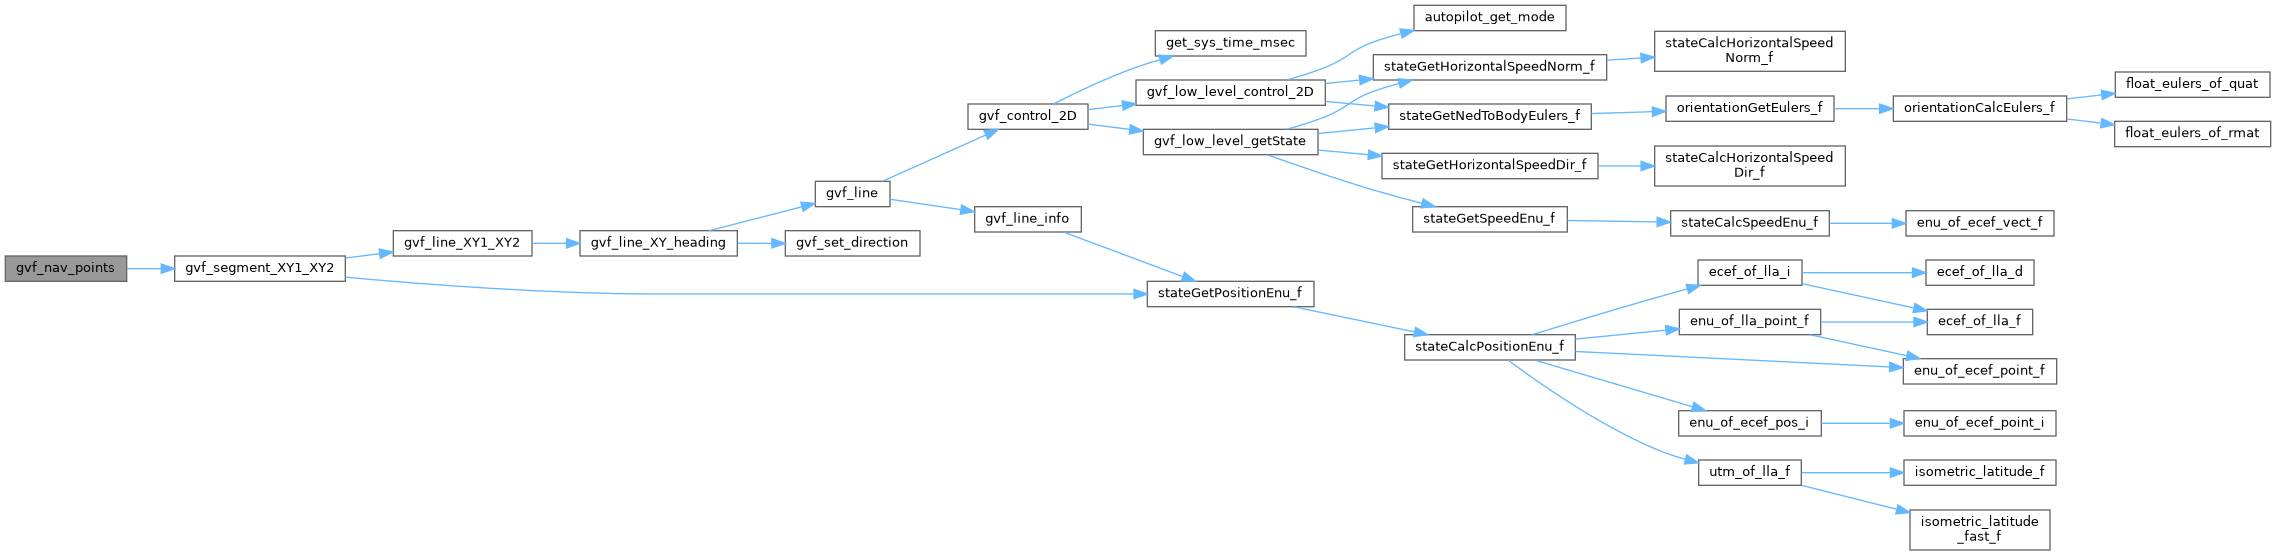 gvf_nav_points
gvf_segment_XY1_XY2
gvf_line_XY1_XY2
gvf_line_XY_heading
gvf_line
gvf_set_direction
gvf_control_2D
gvf_line_info
get_sys_time_msec
gvf_low_level_control_2D
gvf_low_level_getState
stateGetPositionEnu_f
autopilot_get_mode
stateGetHorizontalSpeedNorm_f
stateGetNedToBodyEulers_f
stateGetHorizontalSpeedDir_f
stateGetSpeedEnu_f
stateCalcPositionEnu_f
stateCalcHorizontalSpeed
Norm_f
orientationGetEulers_f
stateCalcHorizontalSpeed
Dir_f
stateCalcSpeedEnu_f
ecef_of_lla_i
enu_of_lla_point_f
enu_of_ecef_pos_i
utm_of_lla_f
orientationCalcEulers_f
enu_of_ecef_vect_f
ecef_of_lla_d
ecef_of_lla_f
enu_of_ecef_point_f
enu_of_ecef_point_i
isometric_latitude_f
isometric_latitude
_fast_f
float_eulers_of_quat
float_eulers_of_rmat